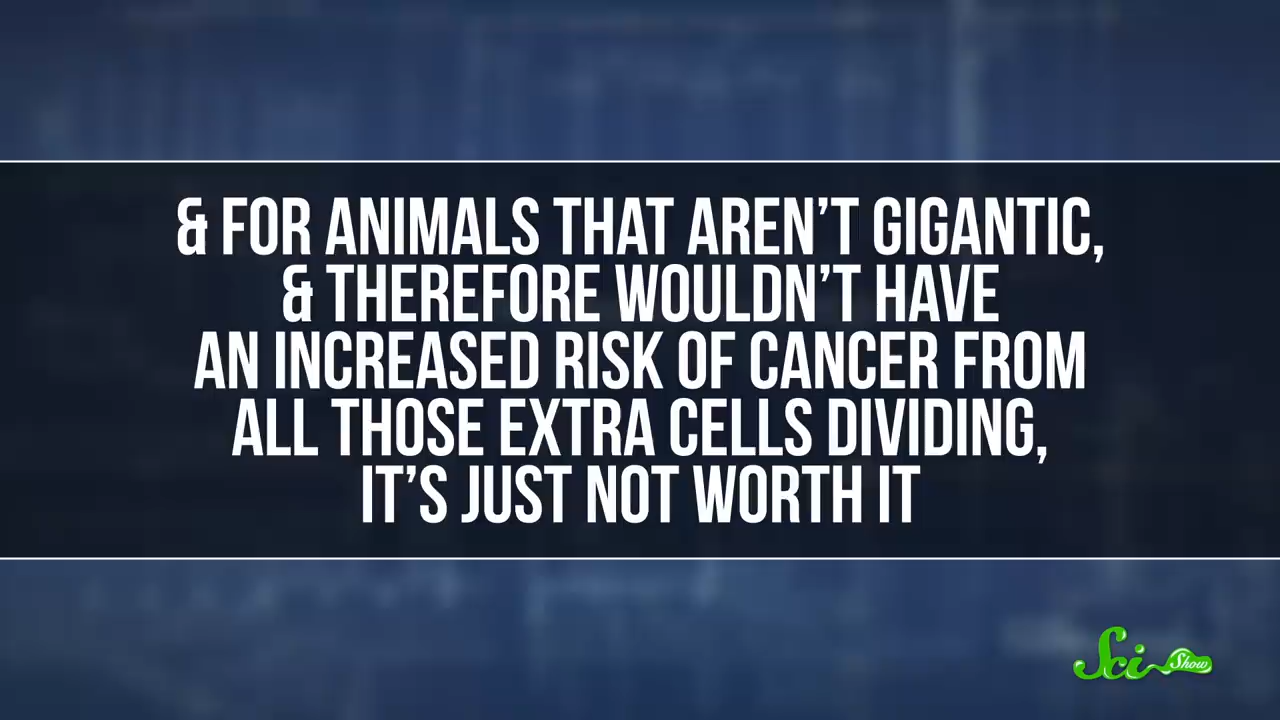 & FOR ANIMALS THAT AREN'T GIGANTIC,
& THEREFORE WOULDN'T HAVE
AN INCREASED RISK OF CANCER FROM
ALL THOSE EXTRA CELLS DIVIDING,
IT'S JUST NOT WORTH IT
Sci Show